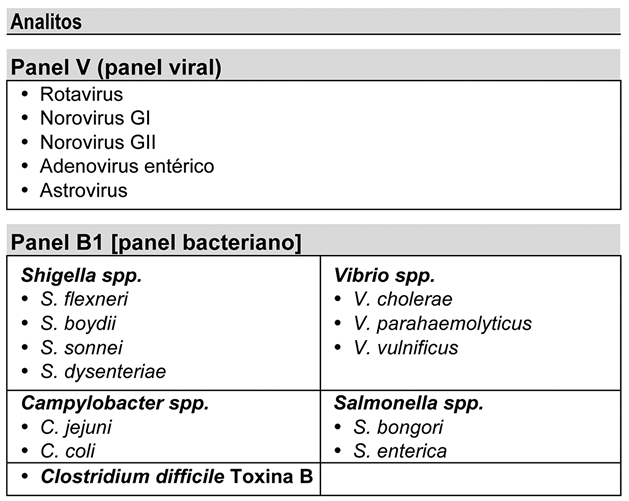 Analitos
Panel V (panel viral)
• Rotavirus
• Norovirus GI
• Norovirus GII
• Adenovirus entérico
• Astrovirus
Panel B1 [panel bacteriano]
Shigella spp.
• S. flexneri
• S. boydii
• S. sonnei
• S. dysenteriae
Vibrio spp.
• V. cholerae
• V. parahaemolyticus
• V. vulnificus
Campylobacter spp.
• C. jejuni
• C. coli
Salmonella spp.
• S. bongori
• S. enterica
• Clostridium difficile Toxina B